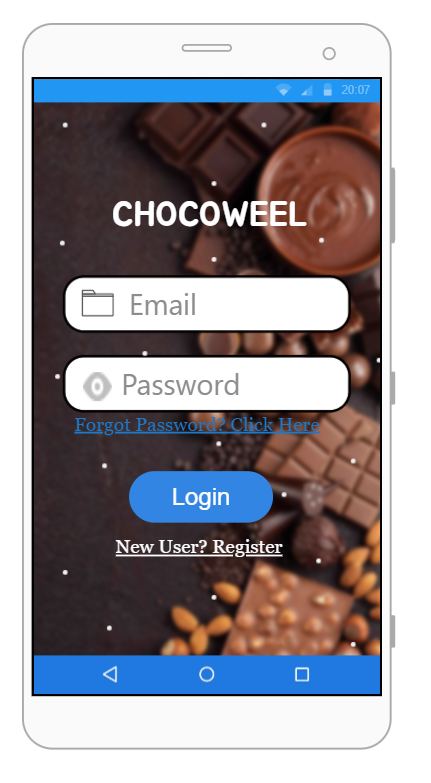 20:07
CHOCOWEEL
Email
Password
Forgot Password? Click Here
Login
New User? Register